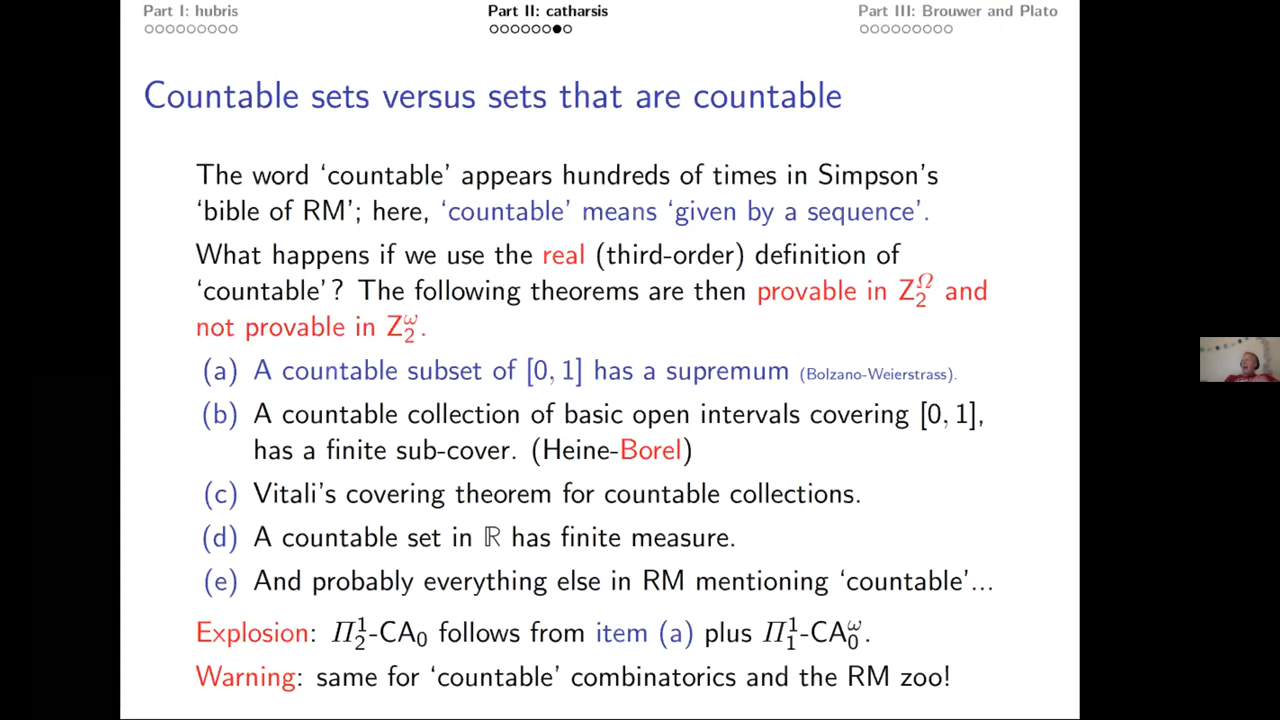 Part I: hubris
Part II: catharsis
Part III: Brouwer and Plato
Countable sets versus sets that are countable
The word ‘countable’ appears hundreds of times in Simpson’s
‘bible of RM’; here, ‘countable’ means ‘given by a sequence’.
What happens if we use the real (third-order) definition of
‘countable’? The following theorems are then provable in Z₂^Ω and
not provable in Z₂^ω.
(a) A countable subset of [0, 1] has a supremum (Bolzano-Weierstrass).
(b) A countable collection of basic open intervals covering [0, 1],
has a finite sub-cover. (Heine-Borel)
(c) Vitali’s covering theorem for countable collections.
(d) A countable set in ℝ has finite measure.
(e) And probably everything else in RM mentioning ‘countable’...
Explosion: Π¹₂-CA₀ follows from item (a) plus Π¹₁-CA₀^ω.
Warning: same for ‘countable’ combinatorics and the RM zoo!